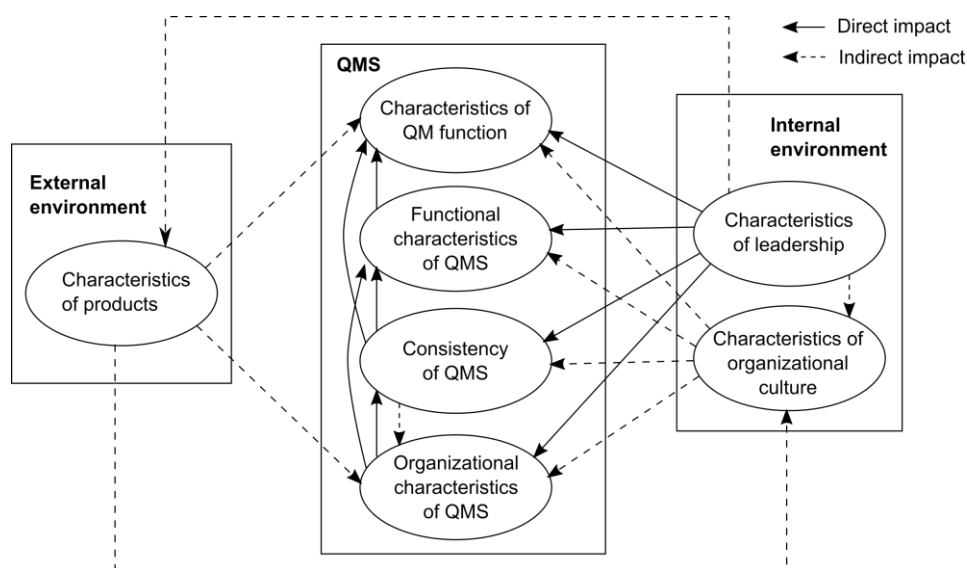 Direct impact
Indirect impact
QMS
Characteristics of
QM function
Internal
environment
External
environment
Functional
characteristics
of QMS
Characteristics
of leadership
Characteristics
of products
Consistency
of QMS
Characteristics of
organizational
culture
Organizational
characteristics
of QMS